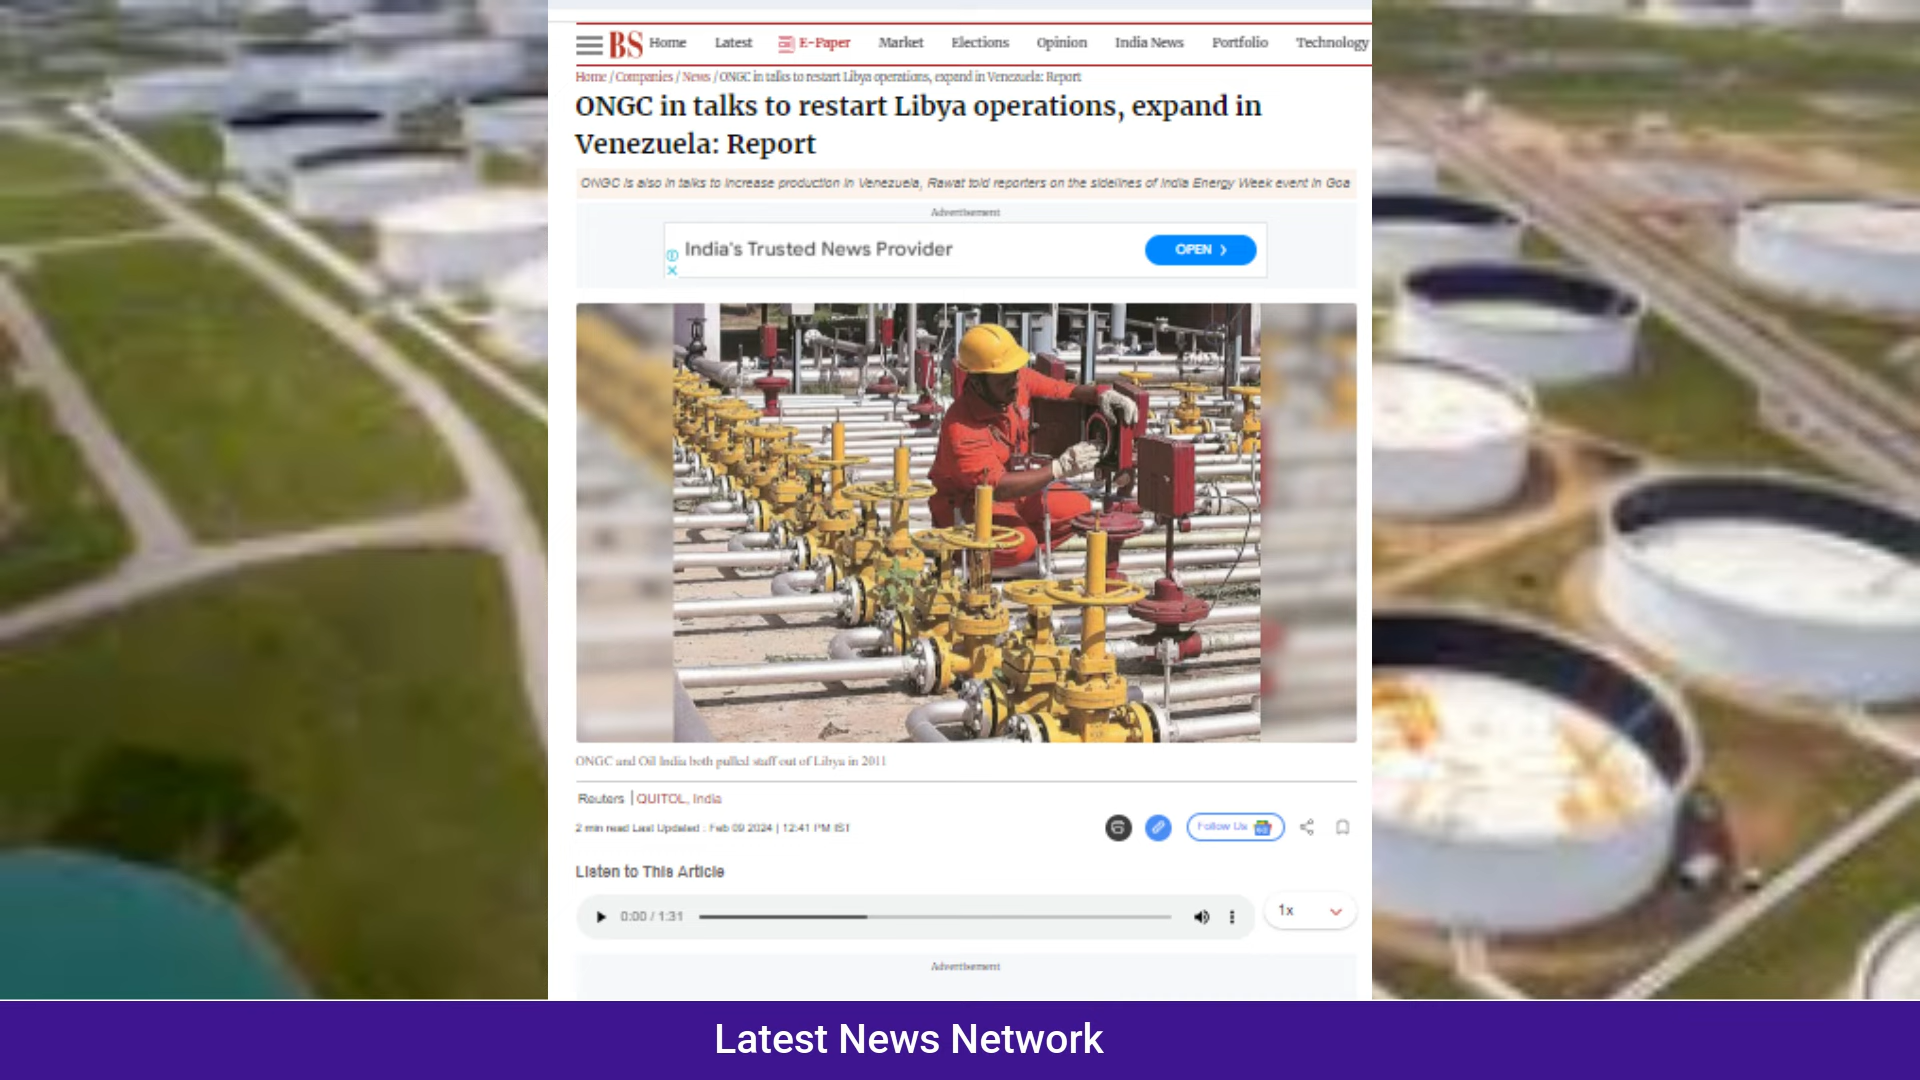 BS Home Latest E-Paper Market Elections Opinion India News Portfolio Technology
Home / Companies / News / ONGC in talks to restart Libya operations, expand in Venezuela: Report
ONGC in talks to restart Libya operations, expand in
Venezuela: Report
ONGC is also in talks to increase production in Venezuela, Rawat told reporters on the sidelines of India Energy Week event in Goa
Advertisement
India's Trusted News Provider
OPEN
ONGC and Oil India both pulled staff out of Libya in 2011
Reuters | QUITOL, India
2 min read Last Updated : Feb 09 2024 | 12:41 PM IST
Follow Us
Listen to This Article
0:00 / 1:31
1x
Advertisement
Latest News Network